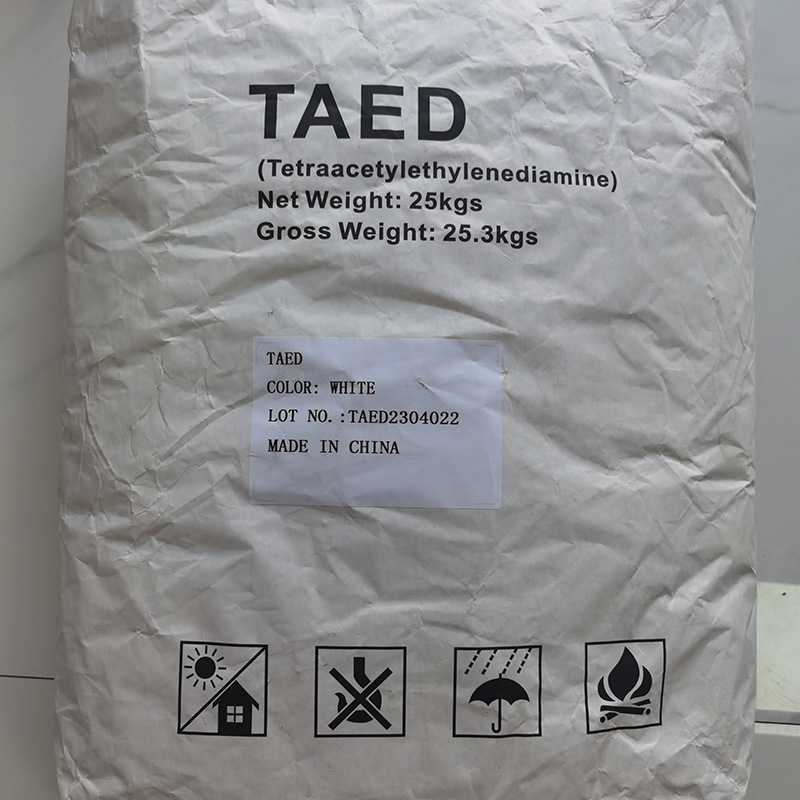 TAED
(Tetraacetylethylenediamine)
Net Weight: 25kgs
Gross Weight: 25.3kgs
TAED
COLOR: WHITE
LOT NO.:TAED2304022
MADE IN CHINA